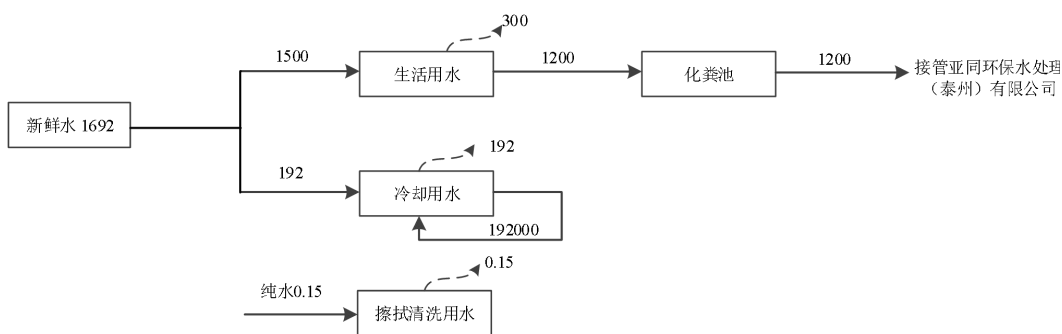 300
1500
生活用水
1200
化粪池
1200
接管亚同环保水处理
（泰州）有限公司
新鲜水 1692
192
192
冷却用水
192000
0.15
纯水0.15
擦拭清洗用水